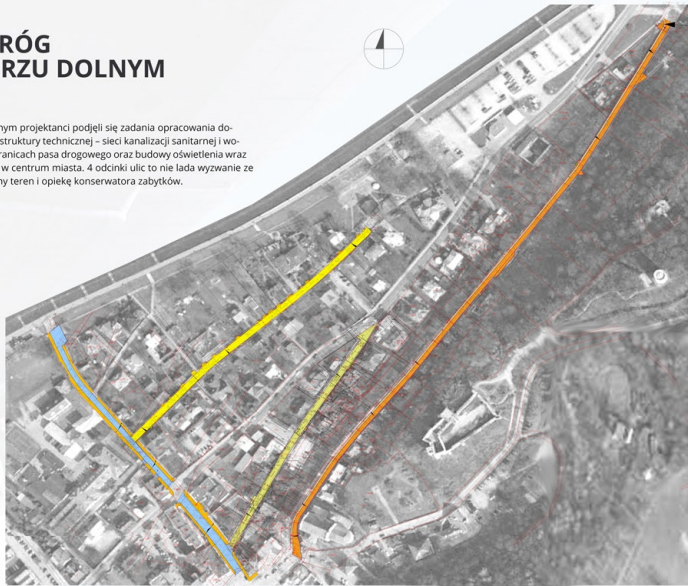 RÓG
RZU DOLNYM
nym projektanci podjęli się zadania opracowania do-
struktury technicznej – sieci kanalizacji sanitarnej i wo-
ranicach pasa drogowego oraz budowy oświetlenia wraz
w centrum miasta. 4 odcinki ulic to nie lada wyzwanie ze
ny teren i opiekę konserwatora zabytków.